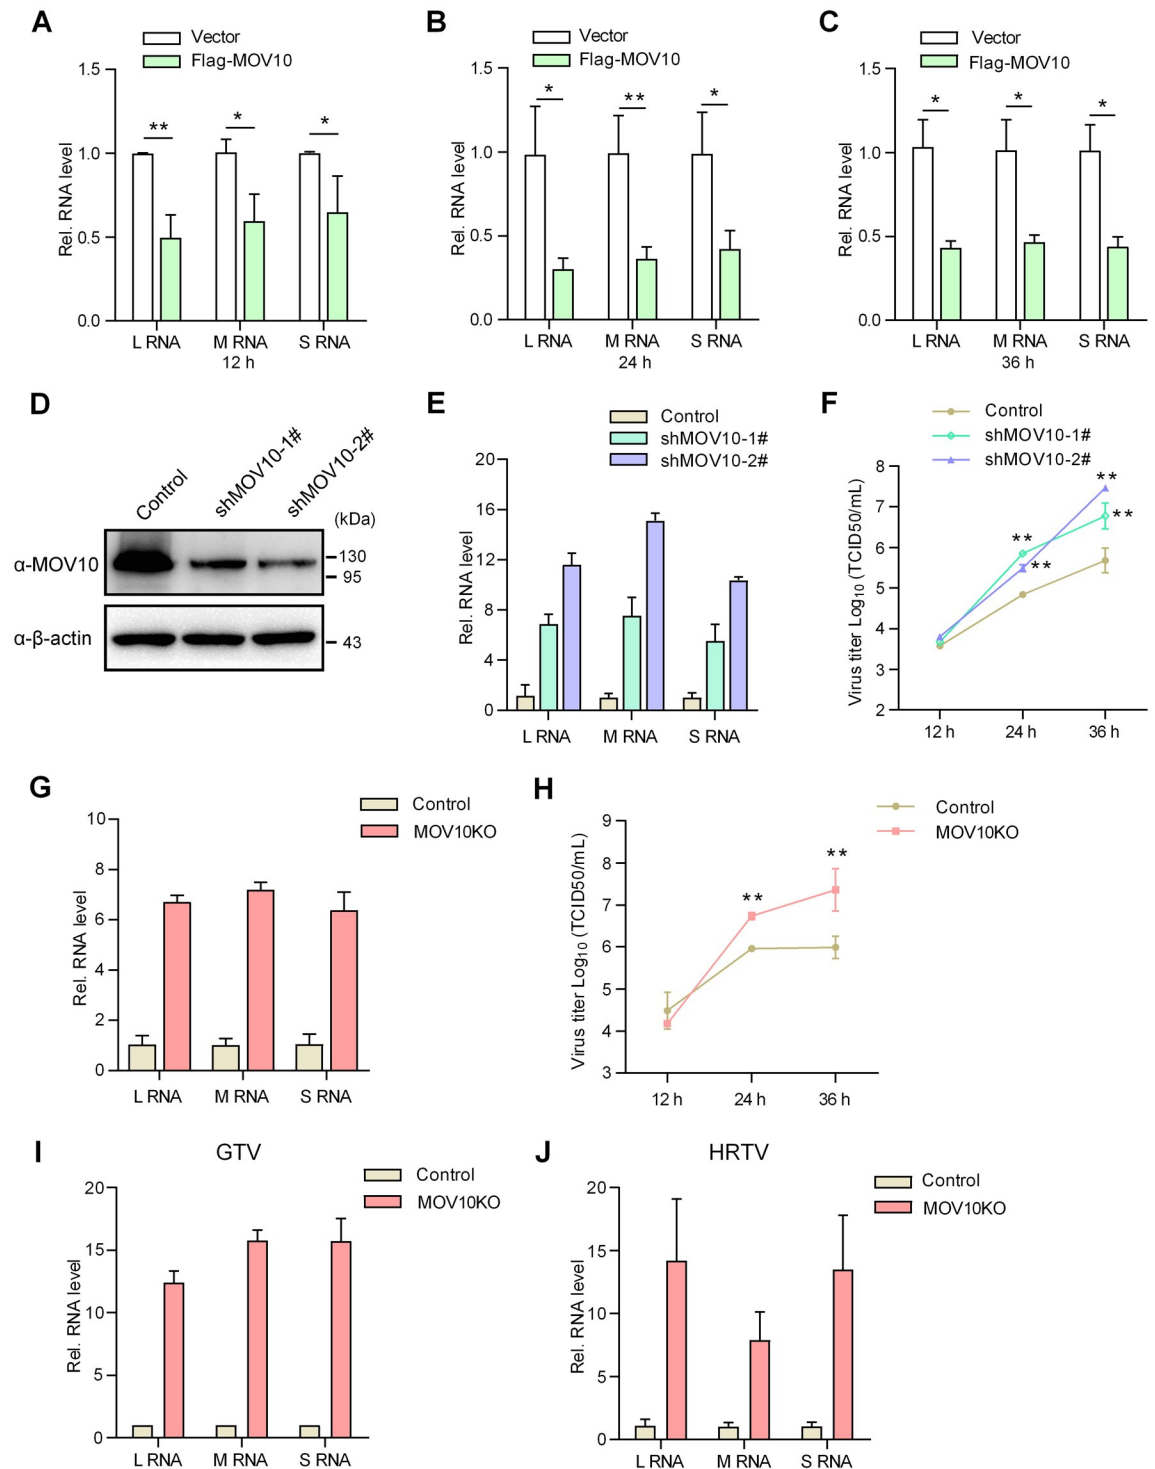 A
Vector
Flag-MOV10
1.5
1.0
0.5
0.0
Rel. RNA level
** * *
L RNA M RNA S RNA
12 h
B
Vector
Flag-MOV10
1.5
1.0
0.5
0.0
Rel. RNA level
* ** *
L RNA M RNA S RNA
24 h
C
Vector
Flag-MOV10
1.5
1.0
0.5
0.0
Rel. RNA level
* * *
L RNA M RNA S RNA
36 h
D
Control shMOV10-1# shMOV10-2#
(kDa)
α-MOV10
130
95
α-β-actin
43
E
Control
shMOV10-1#
shMOV10-2#
20
16
12
8
4
0
Rel. RNA level
L RNA M RNA S RNA
F
Control
shMOV10-1#
shMOV10-2#
8
7
6
5
4
3
2
Virus titer Log10 (TCID50/mL)
**
**
**
**
12 h 24 h 36 h
G
Control
MOV10KO
10
8
6
4
2
0
Rel. RNA level
L RNA M RNA S RNA
H
Control
MOV10KO
9
8
7
6
5
4
3
Virus titer Log10 (TCID50/mL)
**
**
12 h 24 h 36 h
I
GTV
Control
MOV10KO
20
15
10
5
0
Rel. RNA level
L RNA M RNA S RNA
J
HRTV
Control
MOV10KO
20
15
10
5
0
Rel. RNA level
L RNA M RNA S RNA